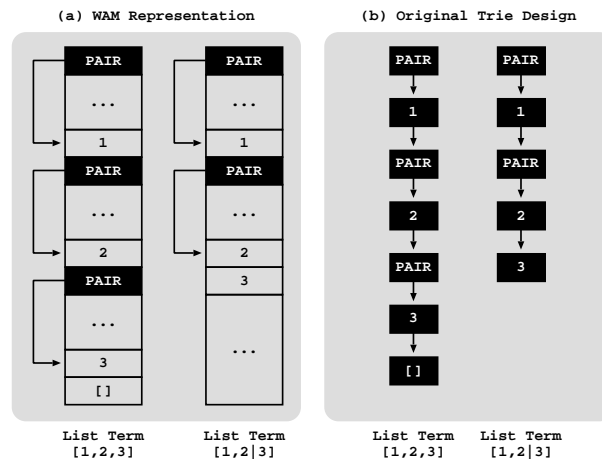 (a) WAM Representation
PAIR
...
1
PAIR
...
2
PAIR
...
3
[]
List Term
[1,2,3]
PAIR
...
1
PAIR
...
2
3
...
List Term
[1,2|3]
(b) Original Trie Design
PAIR
1
PAIR
2
PAIR
3
[]
List Term
[1,2,3]
PAIR
1
PAIR
2
3
List Term
[1,2|3]